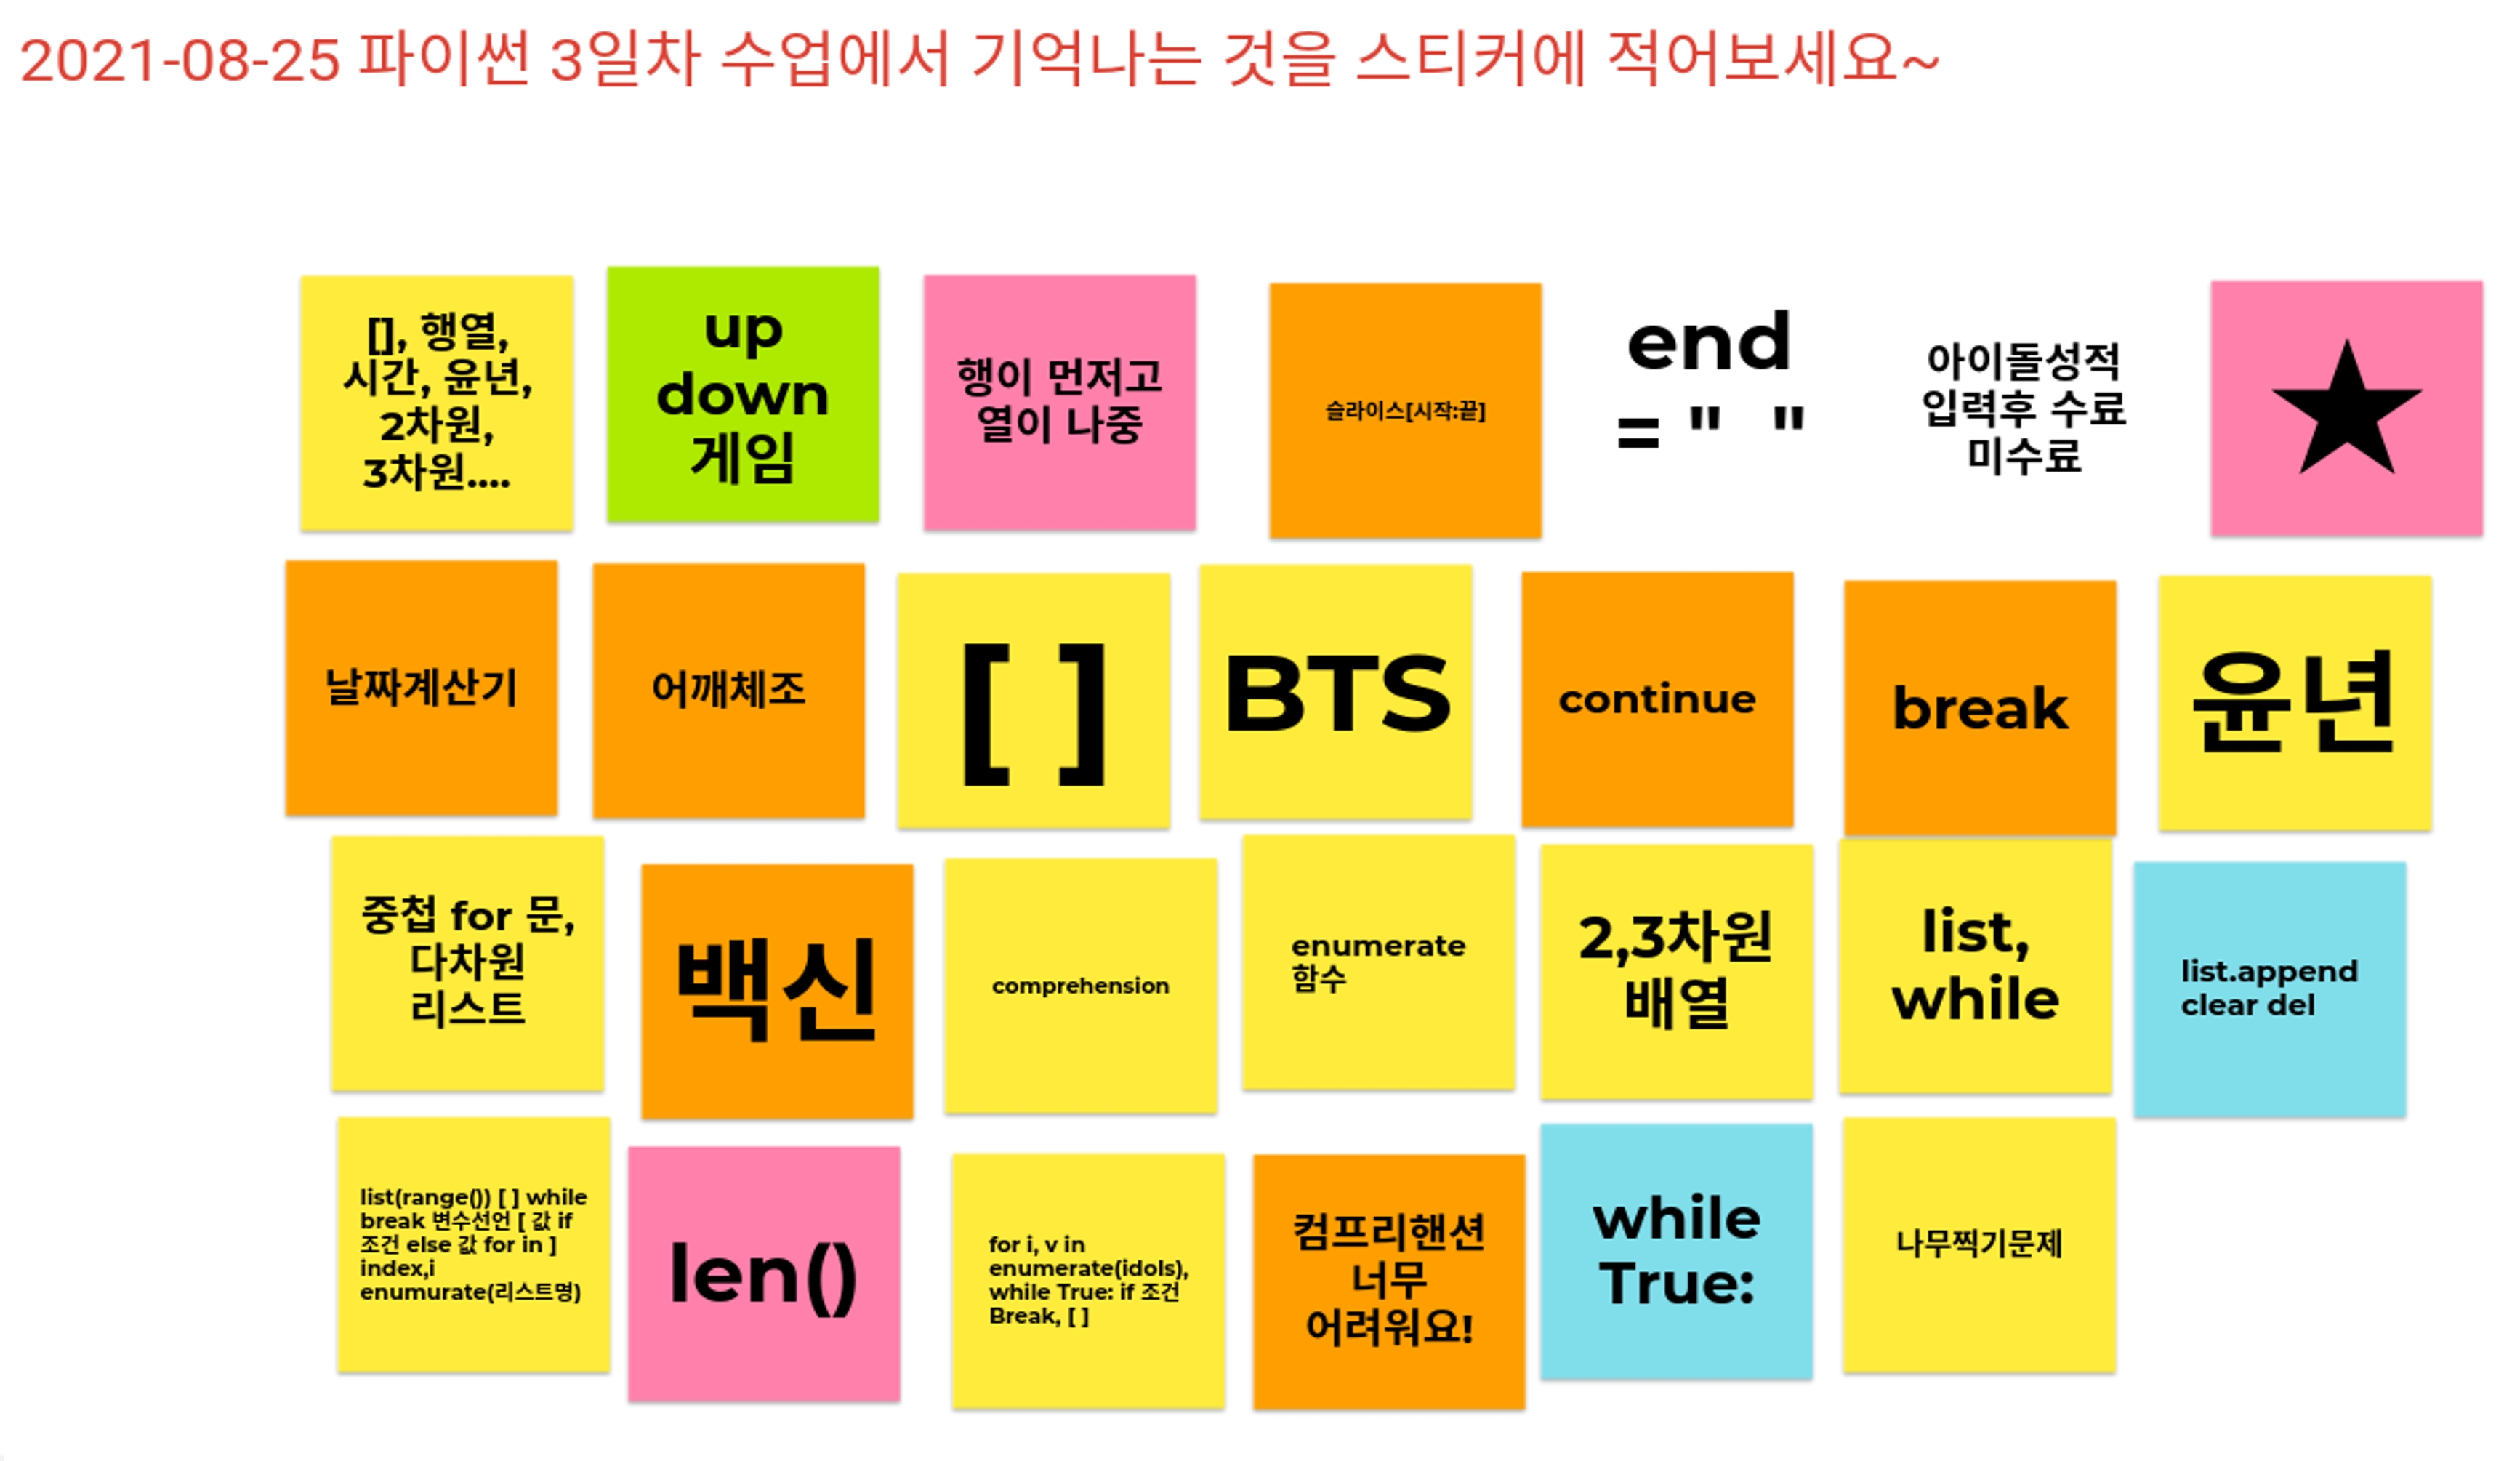 2021-08-25 파이썬 3일차 수업에서 기억나는 것을 스티커에 적어보세요~
[], 행열,
시간, 윤년,
2차원,
3차원....
up
down
게임
행이 먼저고
열이 나중
슬라이스[시작:끝]
end
= "  "
아이돌성적
입력후 수료
미수료
★
날짜계산기
어깨체조
[ ]
BTS
continue
break
윤년
중첩 for 문,
다차원
리스트
백신
comprehension
enumerate
함수
2,3차원
배열
list,
while
list.append
clear del
list(range()) [ ] while
break 변수선언 [ 값 if
조건 else 값 for in ]
index,i
enumurate(리스트명)
len()
for i, v in
enumerate(idols),
while True: if 조건
Break, [ ]
컴프리핸션
너무
어려워요!
while
True:
나무찍기문제